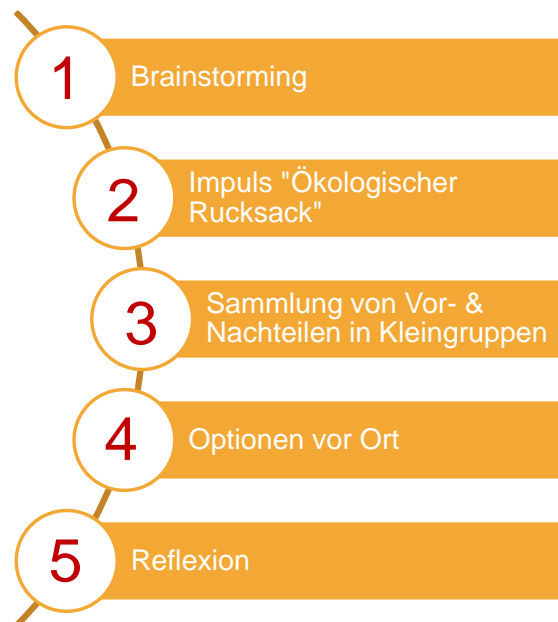 1 Brainstorming
2 Impuls "Ökologischer
Rucksack"
3 Sammlung von Vor- &
Nachteilen in Kleingruppen
4 Optionen vor Ort
5 Reflexion